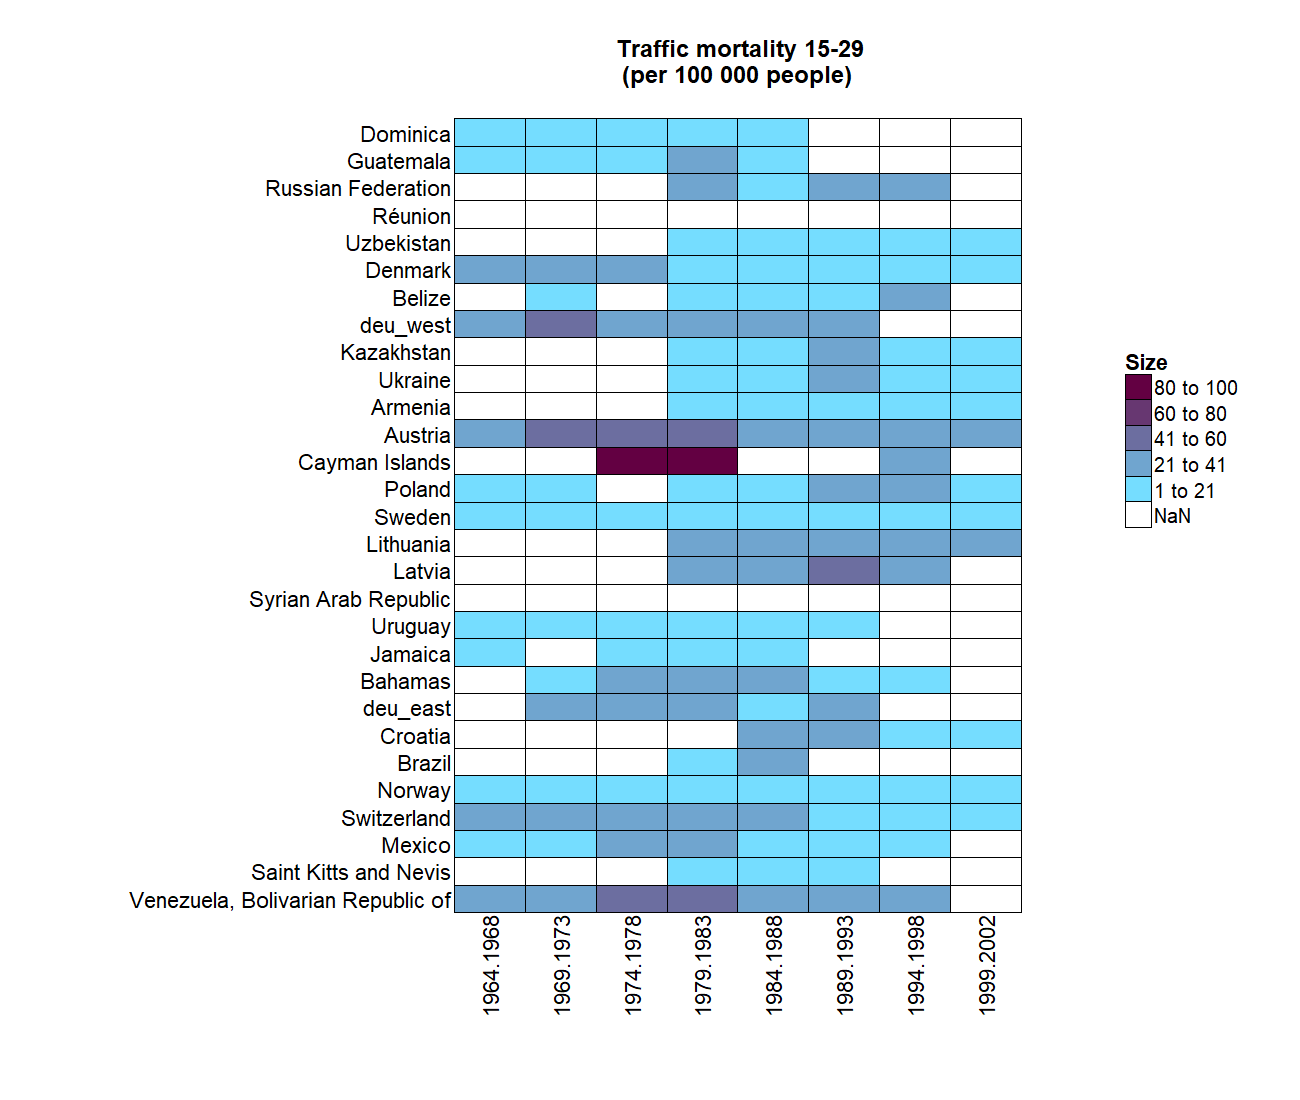 Traffic mortality 15-29
(per 100 000 people)
Dominica
Guatemala
Russian Federation
Réunion
Uzbekistan
Denmark
Belize
deu_west
Kazakhstan
Ukraine
Armenia
Austria
Cayman Islands
Poland
Sweden
Lithuania
Latvia
Syrian Arab Republic
Uruguay
Jamaica
Bahamas
deu_east
Croatia
Brazil
Norway
Switzerland
Mexico
Saint Kitts and Nevis
Venezuela, Bolivarian Republic of
1964.1968
1969.1973
1974.1978
1979.1983
1984.1988
1989.1993
1994.1998
1999.2002
Size
80 to 100
60 to 80
41 to 60
21 to 41
1 to 21
NaN